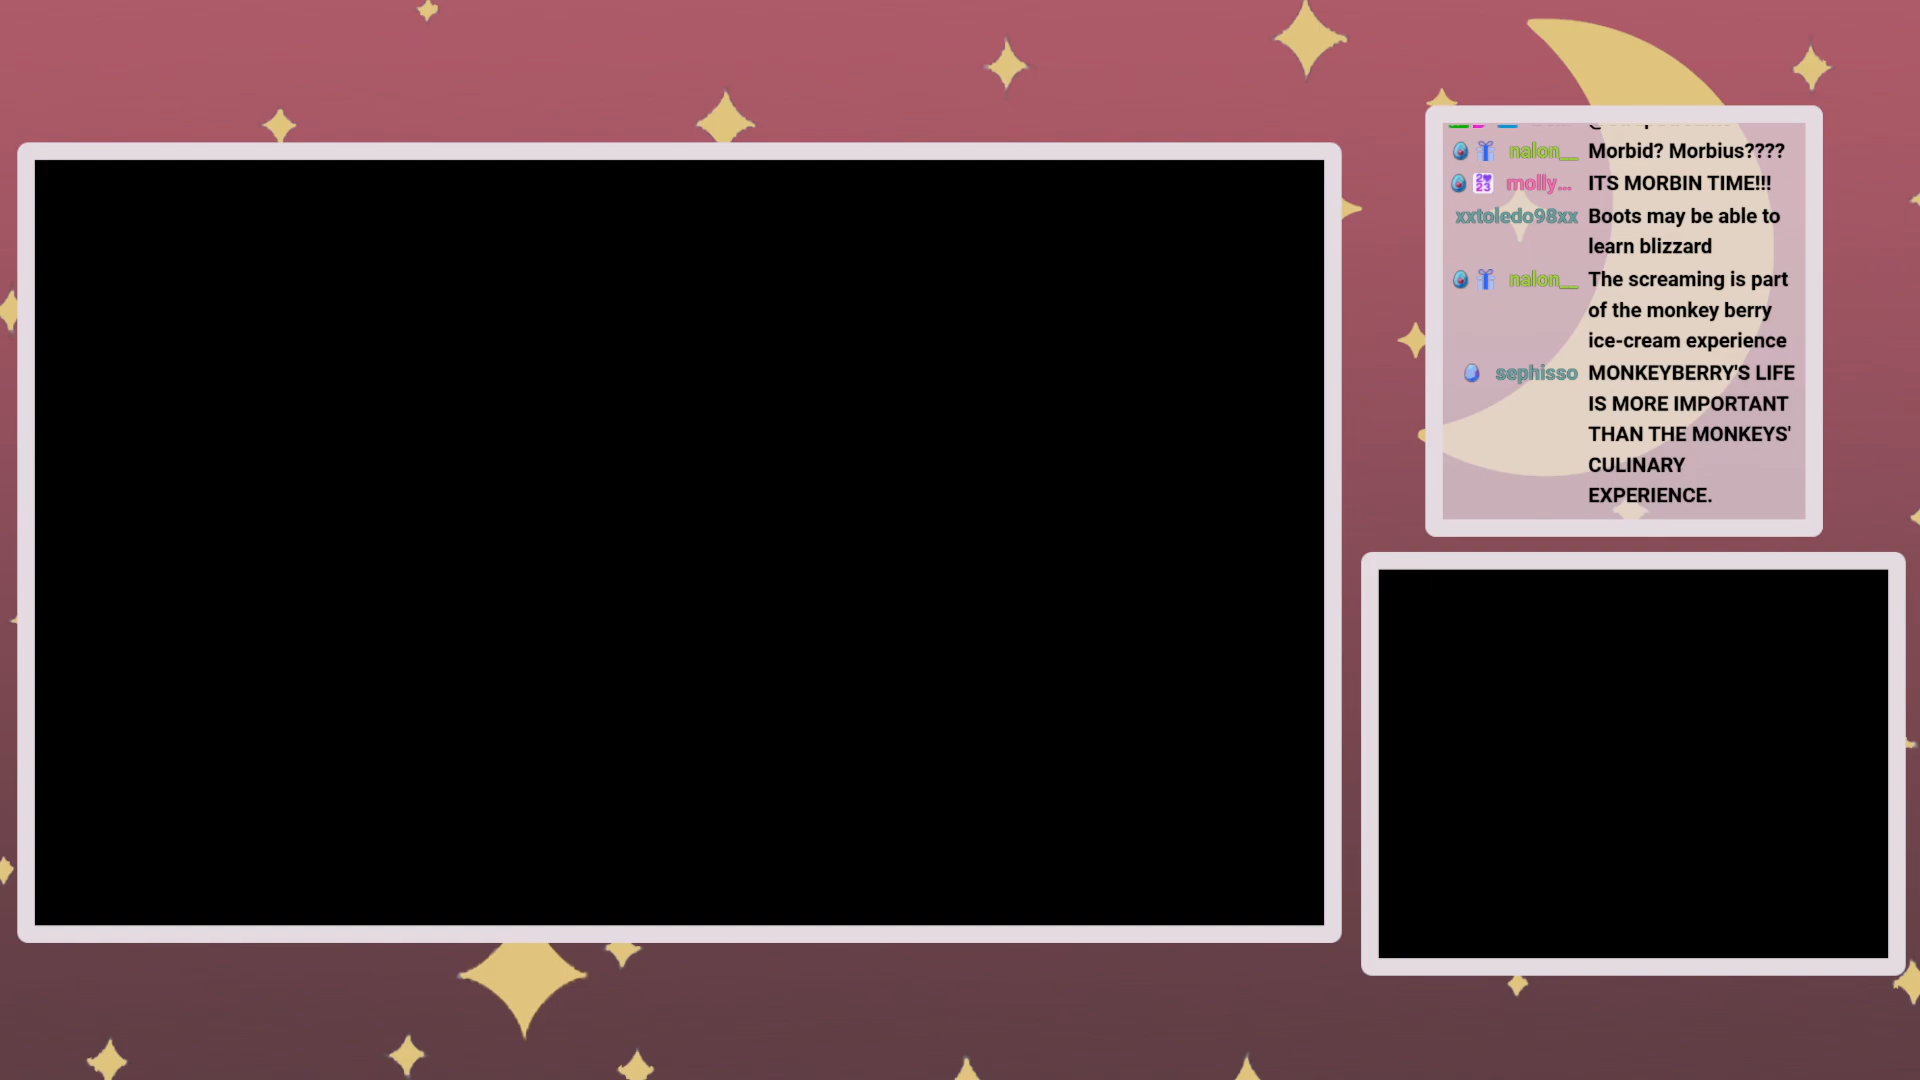 nalon__ Morbid? Morbius????
molly... ITS MORBIN TIME!!!
xxtoledo98xx Boots may be able to
learn blizzard
nalon__ The screaming is part
of the monkey berry
ice-cream experience
sephisso MONKEYBERRY'S LIFE
IS MORE IMPORTANT
THAN THE MONKEYS'
CULINARY
EXPERIENCE.